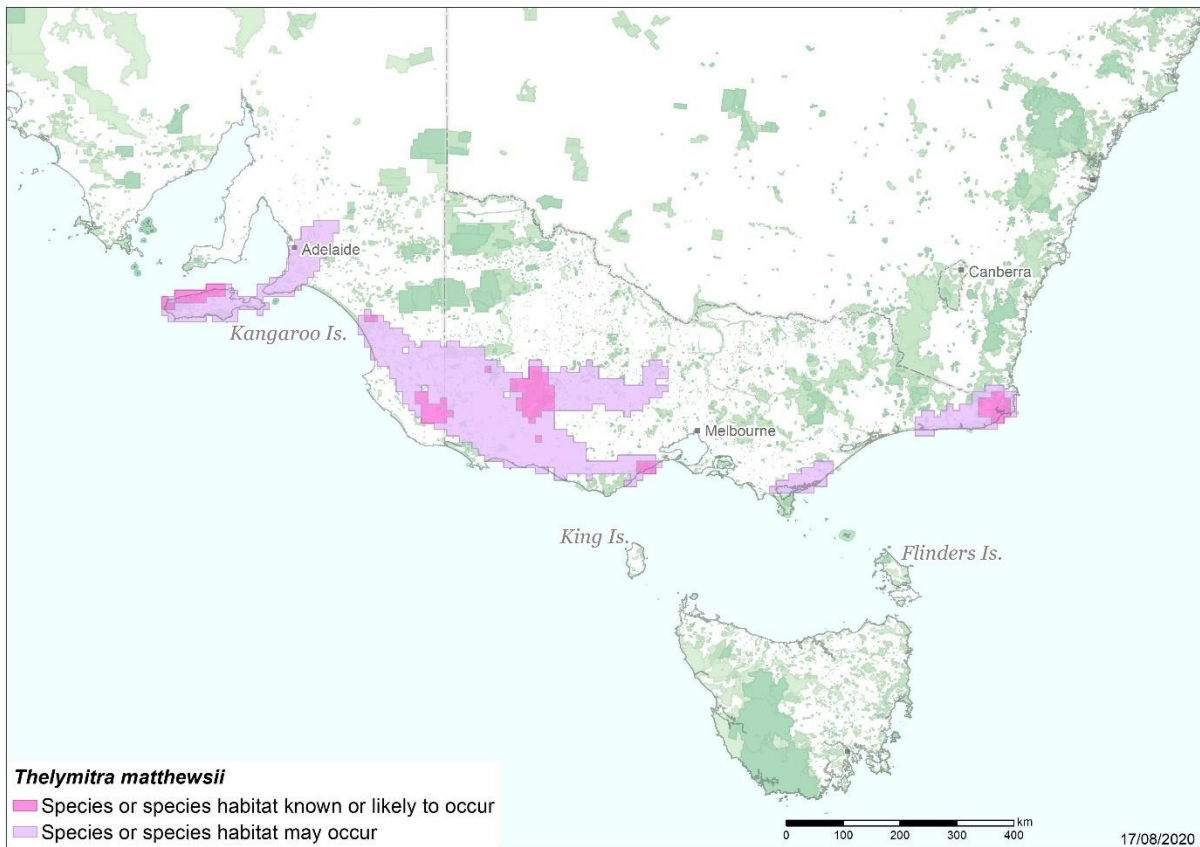 Adelaide
Canberra
Kangaroo Is.
Melbourne
King Is.
Flinders Is.
Thelymitra matthewsii
Species or species habitat known or likely to occur
Species or species habitat may occur
km
0 100 200 300 400
17/08/2020